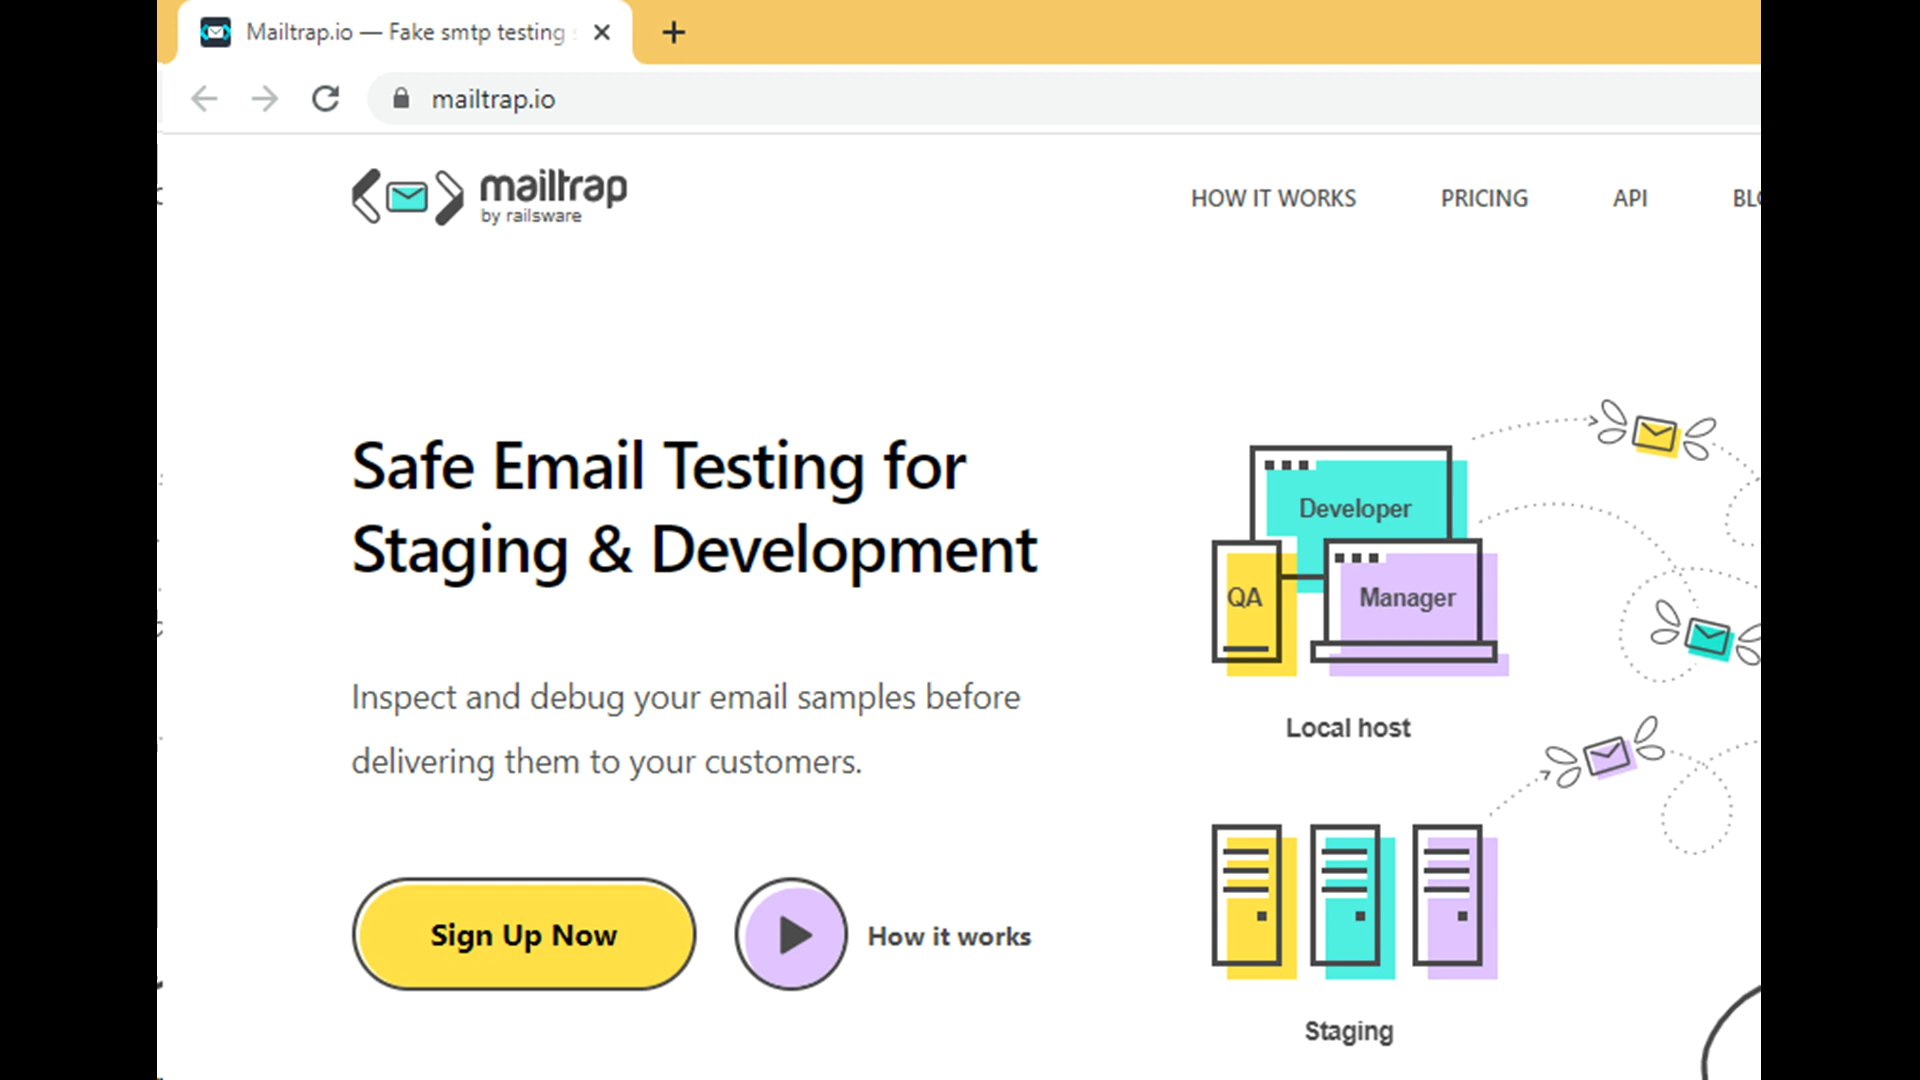 Mailtrap.io — Fake smtp testing
mailtrap.io
mailtrap
by railsware
HOW IT WORKS PRICING API
Safe Email Testing for
Staging & Development
Developer
QA
Manager
Local host
Inspect and debug your email samples before
delivering them to your customers.
Sign Up Now
How it works
Staging